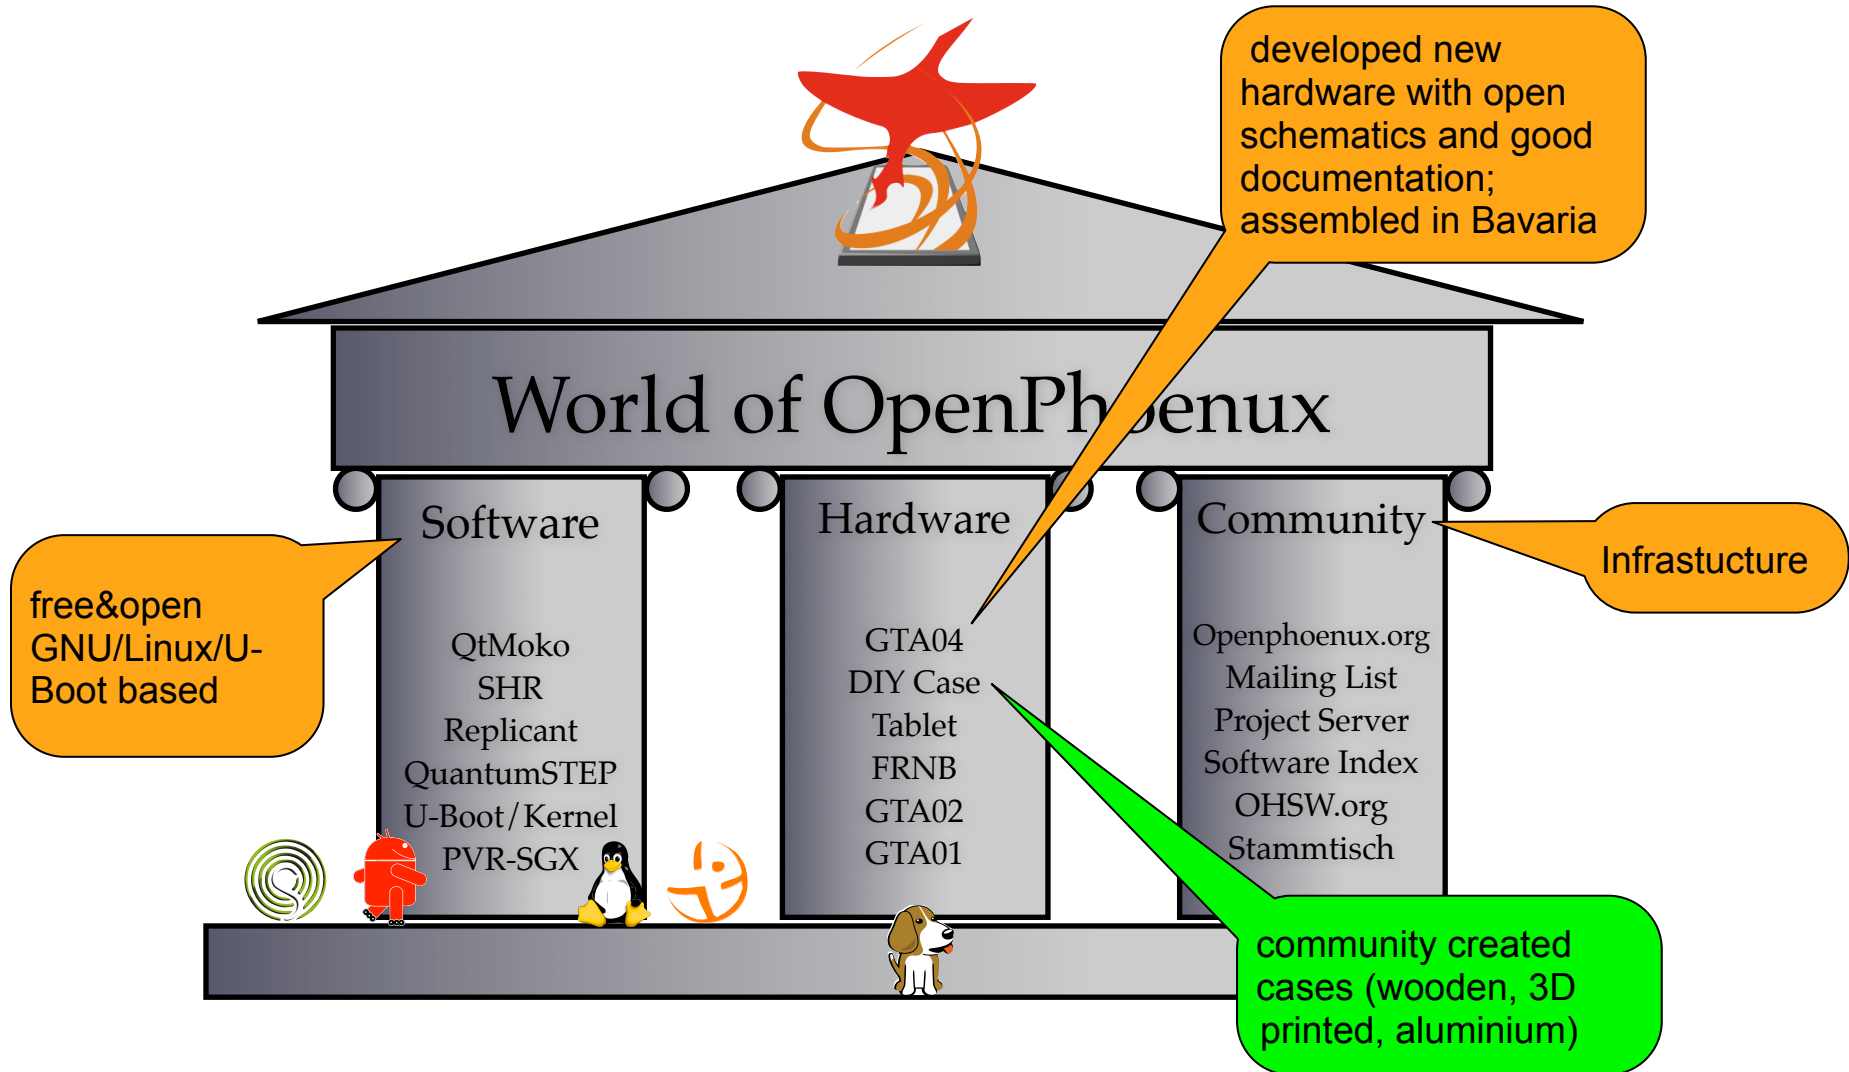 developed new
hardware with open
schematics and good
documentation;
assembled in Bavaria
World of OpenPhoenux
Software
QtMoko
SHR
Replicant
QuantumSTEP
U-Boot/Kernel
PVR-SGX
Hardware
GTA04
DIY Case
Tablet
FRNB
GTA02
GTA01
Community
Openphoenux.org
Mailing List
Project Server
Software Index
OHSW.org
Stammtisch
free&open
GNU/Linux/U-
Boot based
Infrastucture
community created
cases (wooden, 3D
printed, aluminium)